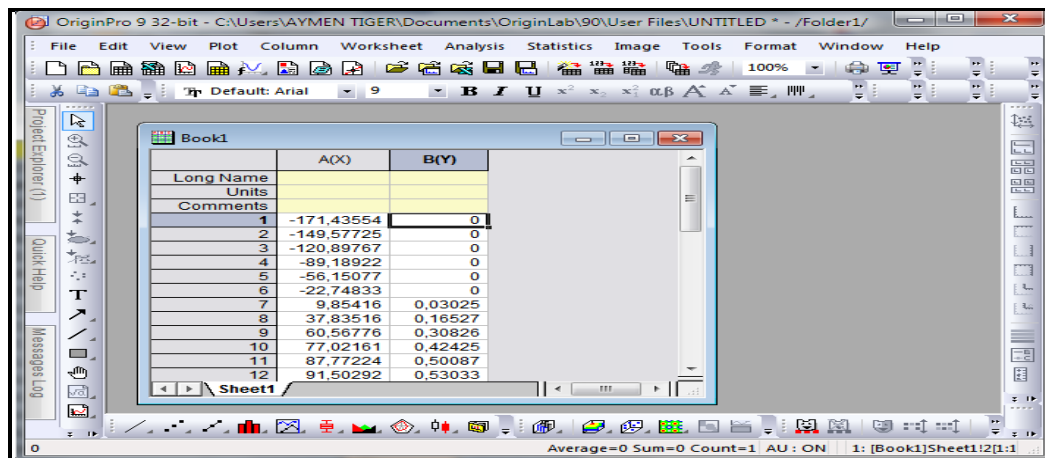 OriginPro 9 32-bit - C:\Users\AYMEN TIGER\Documents\OriginLab\90\User Files\UNTITLED * - /Folder1/
File Edit View Plot Column Worksheet Analysis Statistics Image Tools Format Window Help
100%
Default: Arial 9 B I U x² x₂ αβ A A
Project Explorer (1)
Quick Help
Messages Log
T
Book1
A(X) B(Y)
Long Name
Units
Comments
1 -171,43554 0
2 -149,57725 0
3 -120,89767 0
4 -89,18922 0
5 -56,15077 0
6 -22,74833 0
7 9,85416 0,03025
8 37,83516 0,16527
9 60,56776 0,30826
10 77,02161 0,42425
11 87,77224 0,50087
12 91,50292 0,53033
Sheet1
0 Average=0 Sum=0 Count=1 AU : ON 1: [Book1]Sheet1!2[1:1